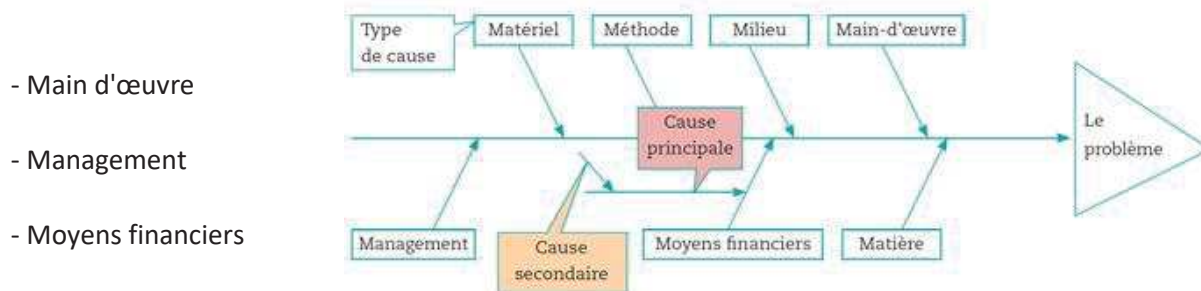 - Main d'œuvre
- Management
- Moyens financiers
Type
de cause
Matériel
Méthode
Milieu
Main-d'œuvre
Cause
principale
Le
problème
Management
Cause
secondaire
Moyens financiers
Matière